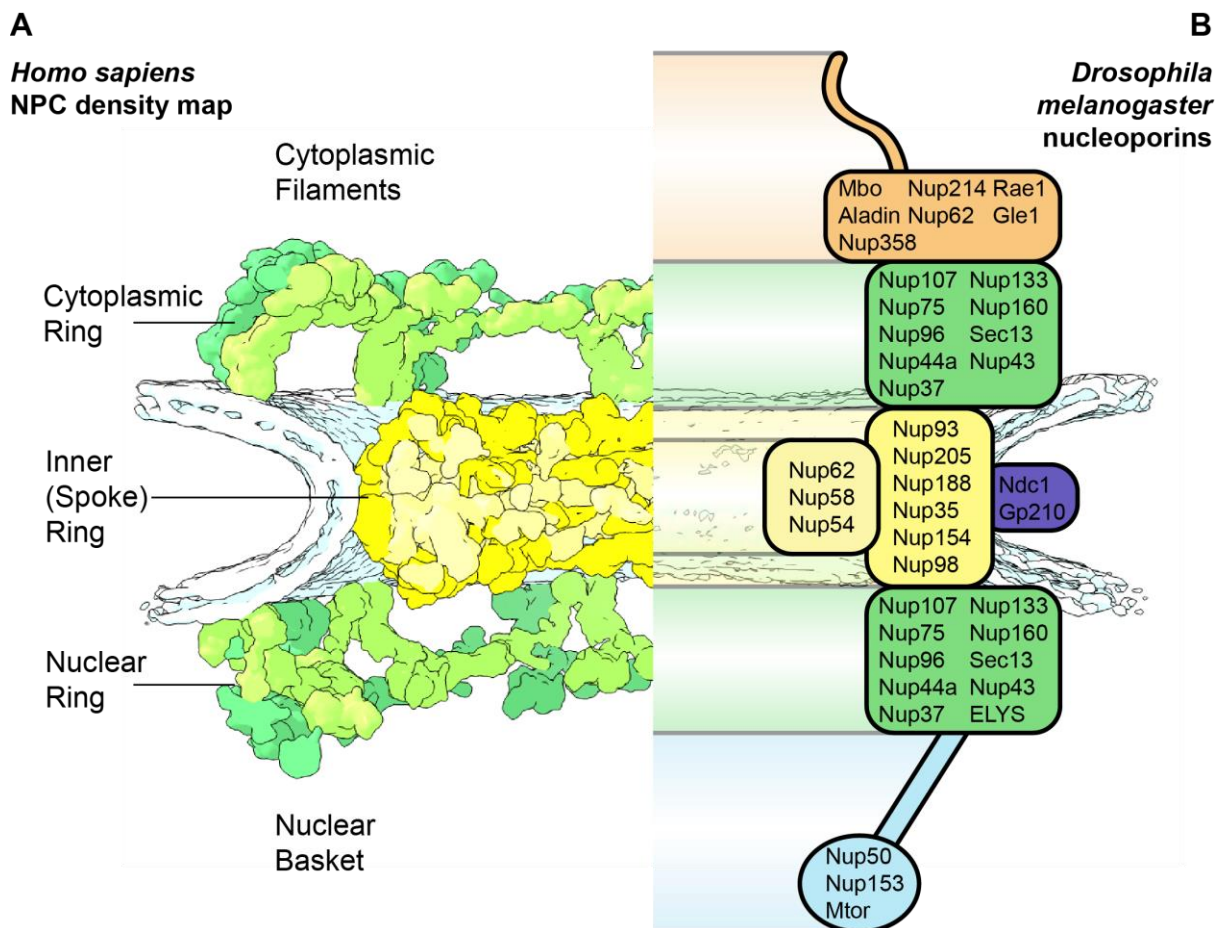 A
Homo sapiens
NPC density map
Cytoplasmic
Filaments
Cytoplasmic
Ring
Inner
(Spoke)
Ring
Nuclear
Ring
Nuclear
Basket
B
Drosophila
melanogaster
nucleoporins
Mbo Nup214 Rae1
Aladin Nup62 Gle1
Nup358
Nup107 Nup133
Nup75 Nup160
Nup96 Sec13
Nup44a Nup43
Nup37
Nup62
Nup58
Nup54
Nup93
Nup205
Nup188
Nup35
Nup154
Nup98
Ndc1
Gp210
Nup107 Nup133
Nup75 Nup160
Nup96 Sec13
Nup44a Nup43
Nup37 ELYS
Nup50
Nup153
Mtor